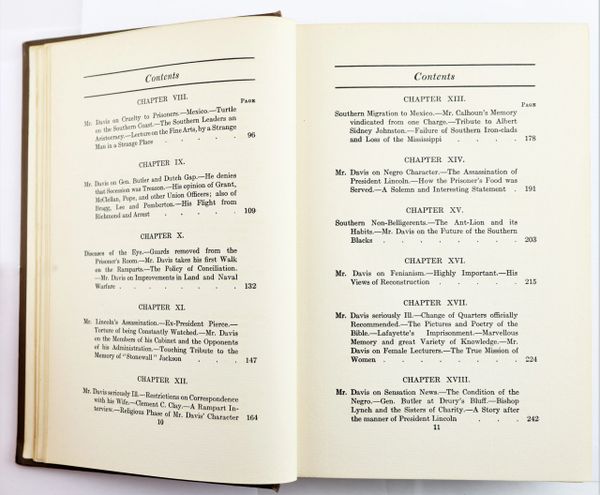 Contents
CHAPTER VIII.
PAGE
Mr. Davis on Cruelty to Prisoners.—Mexico.—Turtle
on the Southern Coast.—The Southern Leaders an
Aristocracy.—Lecture on the Fine Arts, by a Strange
Man in a Strange Place . . . . . 96
CHAPTER IX.
Mr. Davis on Gen. Butler and Dutch Gap.—He denies
that Secession was Treason.—His opinion of Grant,
McClellan, Pope, and other Union Officers; also of
Bragg, Lee and Pemberton.—His Flight from
Richmond and Arrest . . . . . 109
CHAPTER X.
Diseases of the Eye.—Guards removed from the
Prisoner's Room.—Mr. Davis takes his first Walk
on the Ramparts.—The Policy of Conciliation.
—Mr. Davis on Improvements in Land and Naval
Warfare . . . . . . . 132
CHAPTER XI.
Mr. Lincoln's Assassination.—Ex-President Pierce.—
Torture of being Constantly Watched.—Mr. Davis
on the Members of his Cabinet and the Opponents
of his Administration.—Touching Tribute to the
Memory of "Stonewall" Jackson . . . . 147
CHAPTER XII.
Mr. Davis seriously Ill.—Restrictions on Correspondence
with his Wife.—Clement C. Clay.—A Rampart In-
terview.—Religious Phase of Mr. Davis' Character 164
10
Contents
CHAPTER XIII.
PAGE
Southern Migration to Mexico.—Mr. Calhoun's Memory
vindicated from one Charge.—Tribute to Albert
Sidney Johnston.—Failure of Southern Iron-clads
and Loss of the Mississippi . . . . 178
CHAPTER XIV.
Mr. Davis on Negro Character.—The Assassination of
President Lincoln.—How the Prisoner's Food was
Served.—A Solemn and Interesting Statement . 191
CHAPTER XV.
Southern Non-Belligerents.—The Ant-Lion and its
Habits.—Mr. Davis on the Future of the Southern
Blacks . . . . . . . . 203
CHAPTER XVI.
Mr. Davis on Fenianism.—Highly Important.—His
Views of Reconstruction . . . . . 215
CHAPTER XVII.
Mr. Davis seriously Ill.—Change of Quarters officially
Recommended.—The Pictures and Poetry of the
Bible.—Lafayette's Imprisonment.—Marvellous
Memory and great Variety of Knowledge.—Mr.
Davis on Female Lecturers.—The True Mission of
Women . . . . . . . . 224
CHAPTER XVIII.
Mr. Davis on Sensation News.—The Condition of the
Negro.—Gen. Butler at Drury's Bluff.—Bishop
Lynch and the Sisters of Charity.—A Story after
the manner of President Lincoln . . . . 242
11